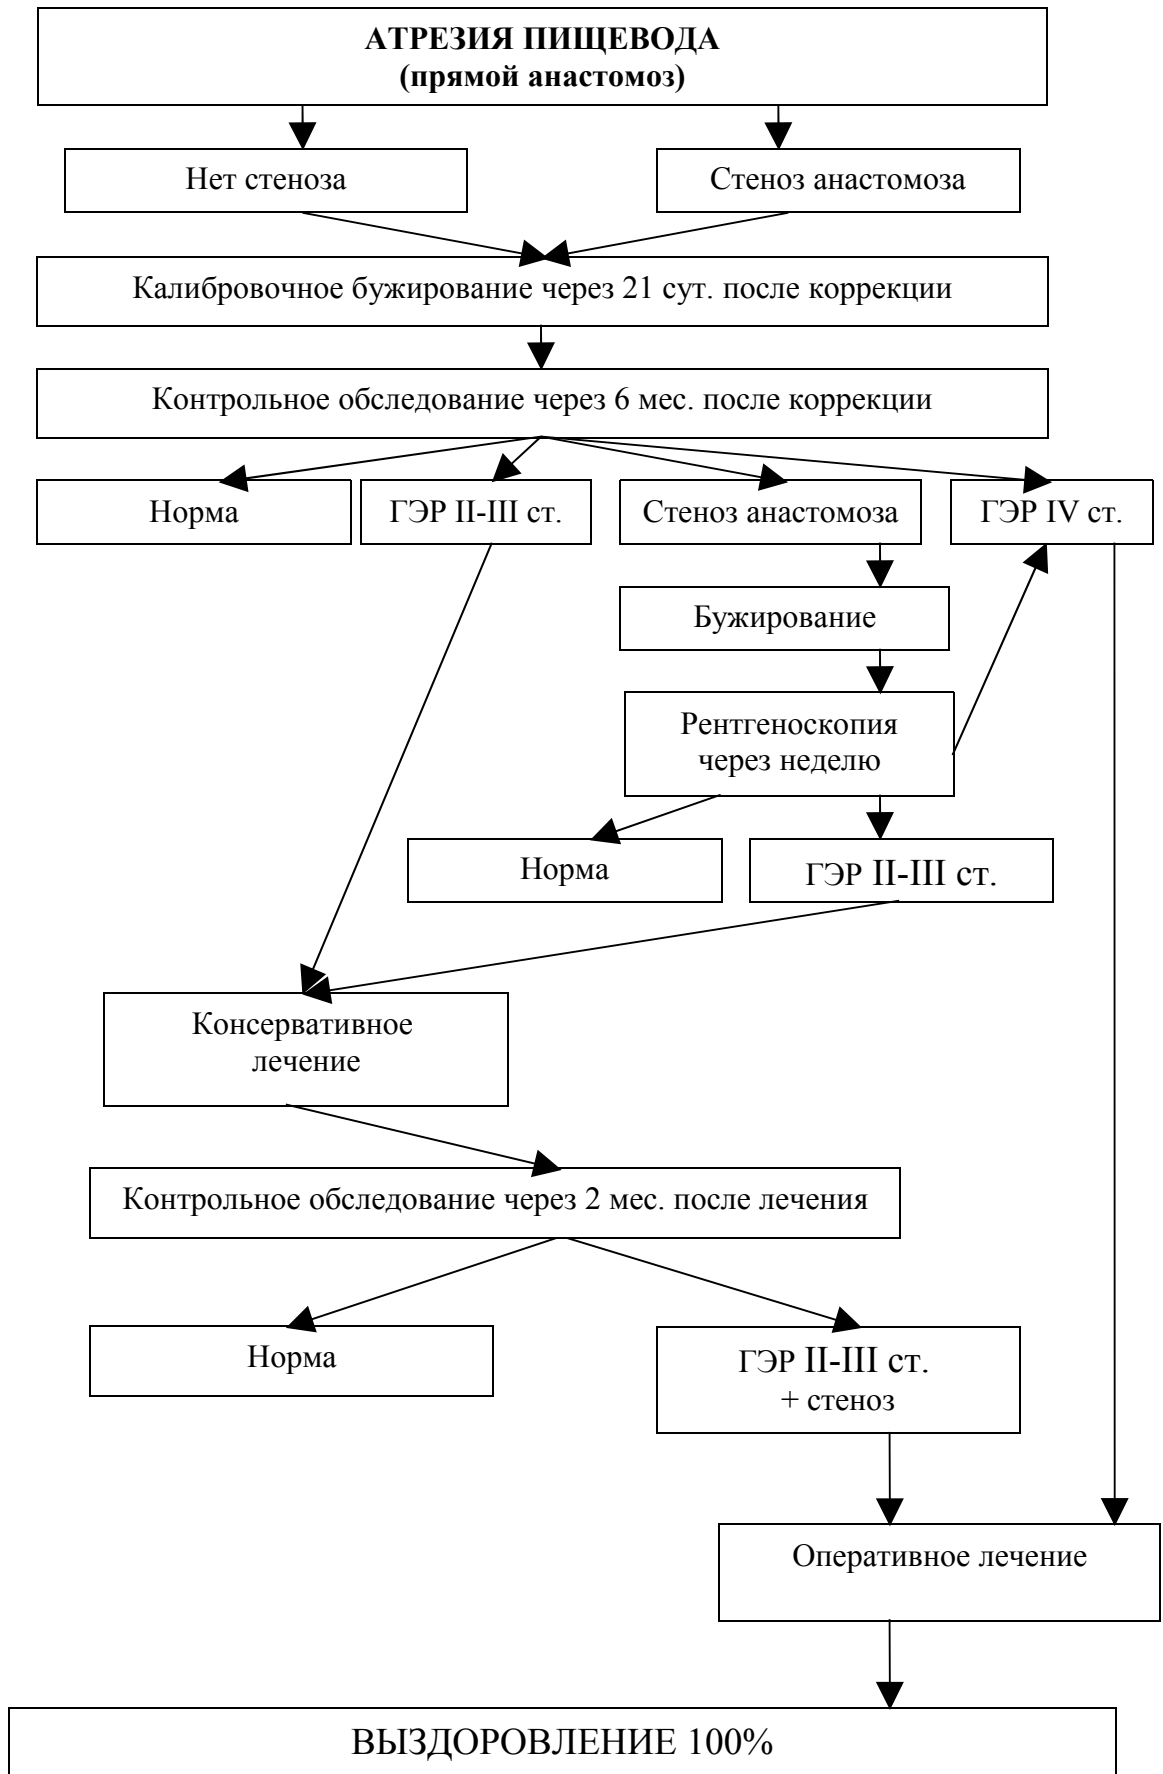 АТРЕЗИЯ ПИЩЕВОДА
(прямой анастомоз)
Нет стеноза
Стеноз анастомоза
Калибровочное бужирование через 21 сут. после коррекции
Контрольное обследование через 6 мес. после коррекции
Норма
ГЭР II-III ст.
Стеноз анастомоза
ГЭР IV ст.
Бужирование
Рентгеноскопия
через неделю
Норма
ГЭР II-III ст.
Консервативное
лечение
Контрольное обследование через 2 мес. после лечения
Норма
ГЭР II-III ст.
+ стеноз
Оперативное лечение
ВЫЗДОРОВЛЕНИЕ 100%